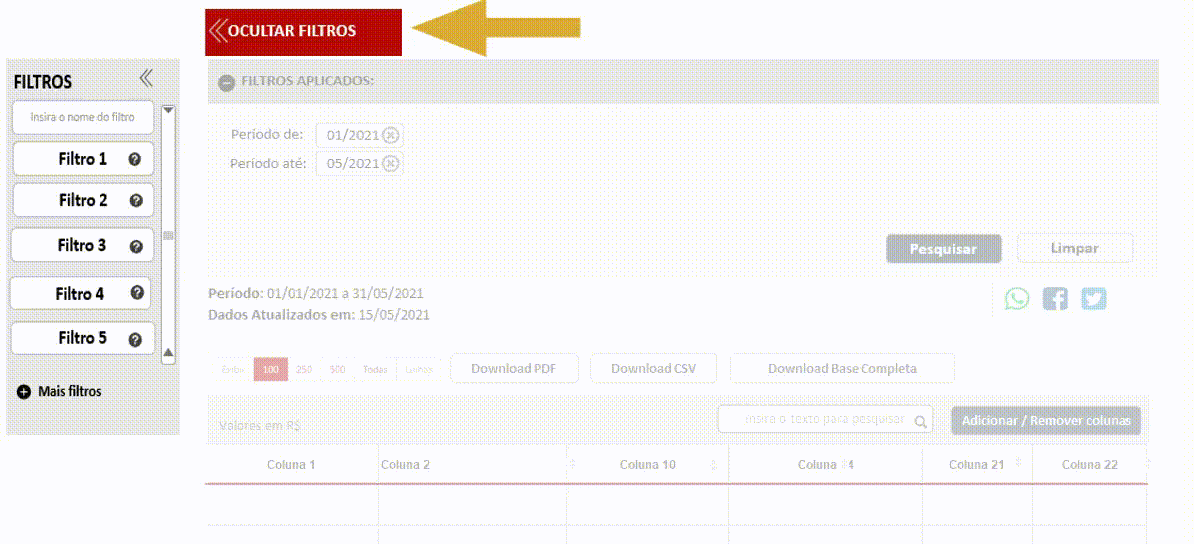 OCULTAR FILTROS
FILTROS
Insira o nome do filtro
Filtro 1
Filtro 2
Filtro 3
Filtro 4
Filtro 5
Mais filtros
FILTROS APLICADOS:
Período de: 01/2021
Período até: 05/2021
Pesquisar Limpar
Período: 01/01/2021 a 31/05/2021
Dados Atualizados em: 15/05/2021
Exibir 100 250 500 Todas Linhas Download PDF Download CSV Download Base Completa
Valores em R$ Insira o texto para pesquisar Adicionar / Remover colunas
Coluna 1 Coluna 2 Coluna 10 Coluna 14 Coluna 21 Coluna 22